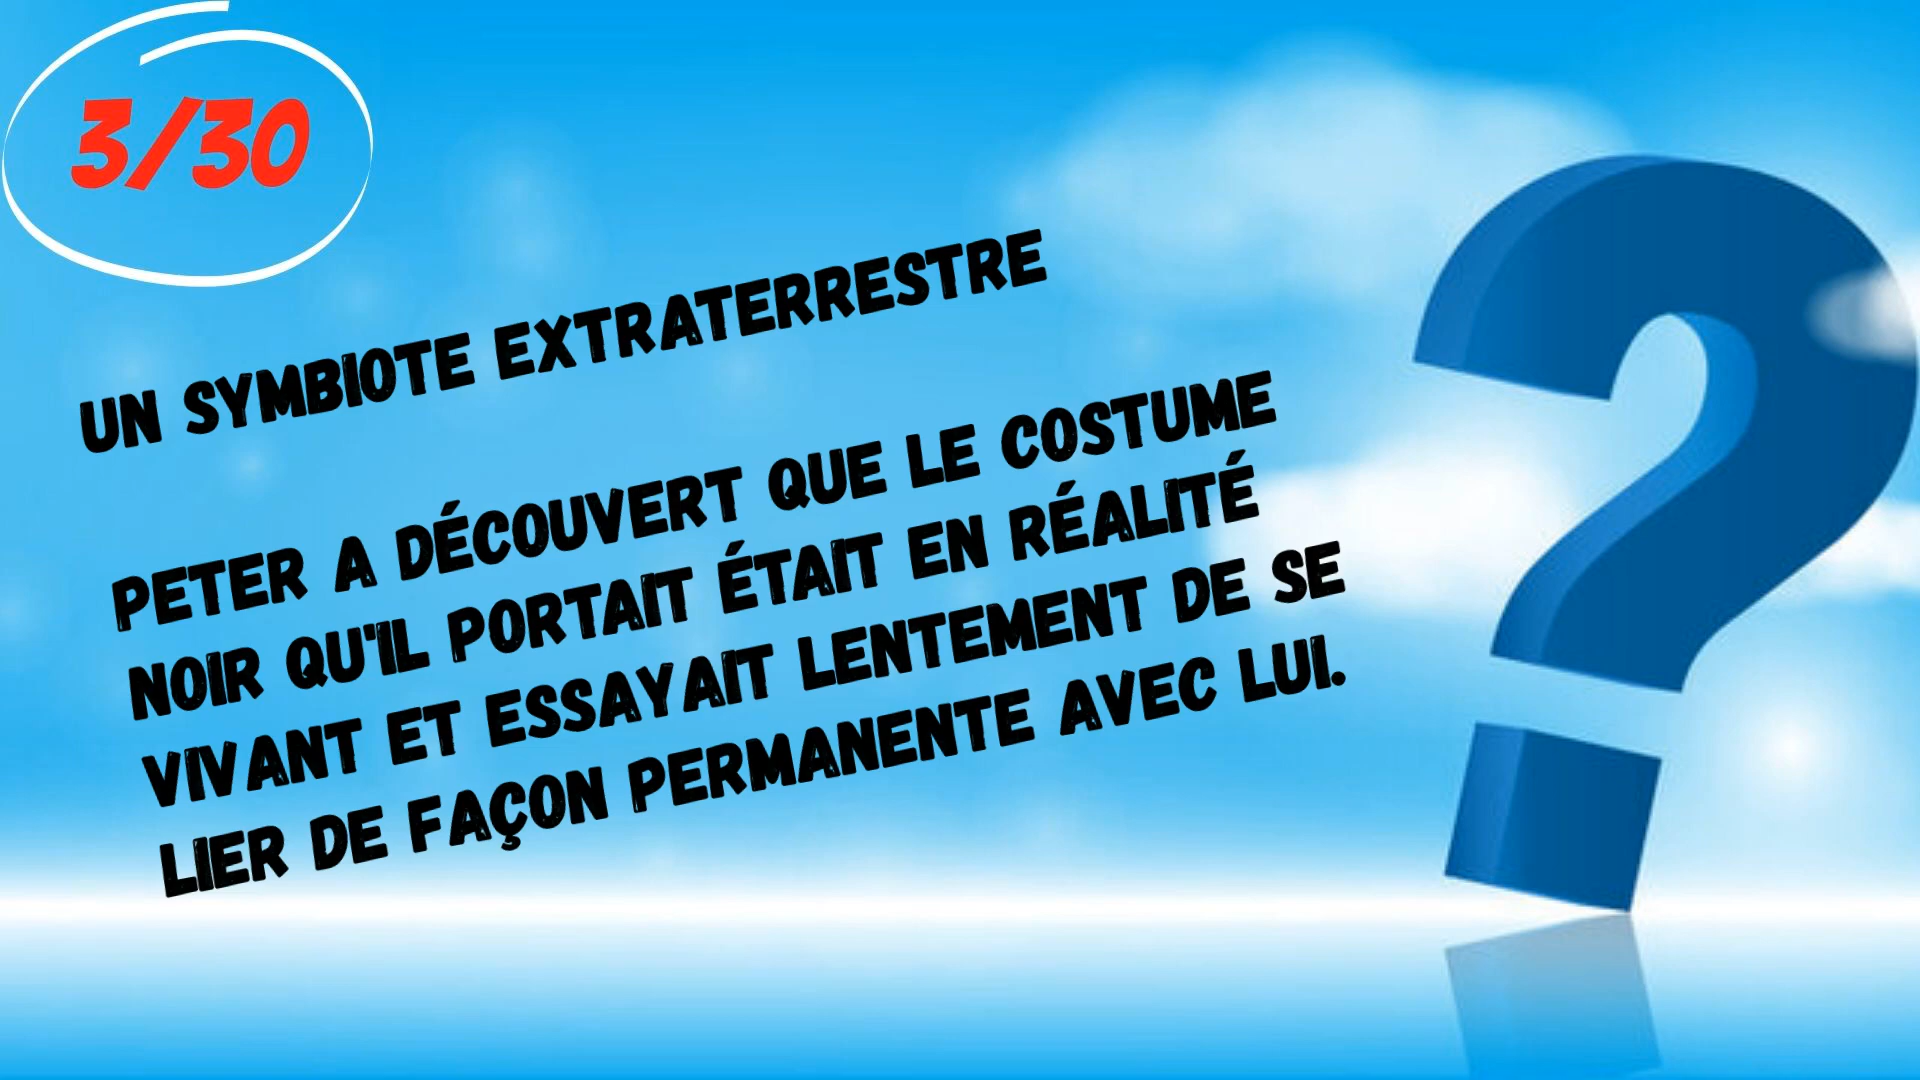 3/30
UN SYMBIOTE EXTRATERRESTRE
PETER A DÉCOUVERT QUE LE COSTUME
NOIR QU'IL PORTAIT ÉTAIT EN RÉALITÉ
VIVANT ET ESSAYAIT LENTEMENT DE SE
LIER DE FAÇON PERMANENTE AVEC LUI.